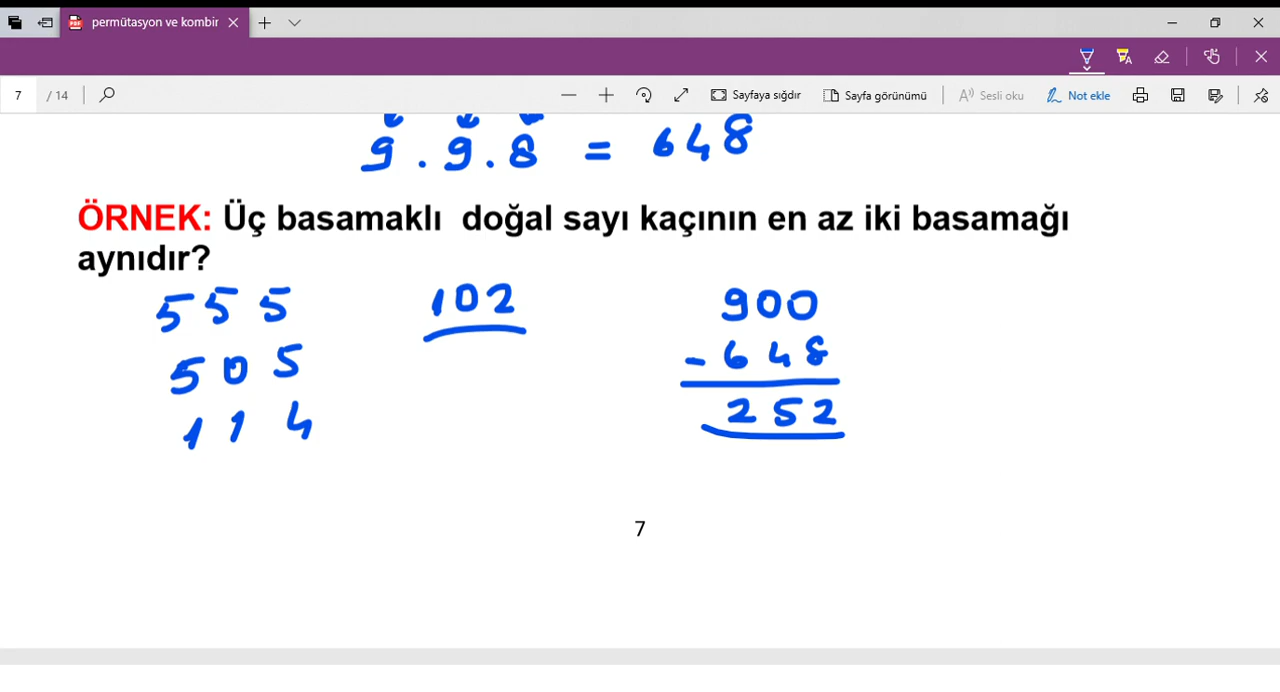 permütasyon ve kombir
7 / 14 Sayfaya sığdır Sayfa görünümü Sesli oku Not ekle
9 . 9 . 8 = 648
ÖRNEK: Üç basamaklı doğal sayı kaçının en az iki basamağı
aynıdır?
555 102 900
505 - 648
114 252
7